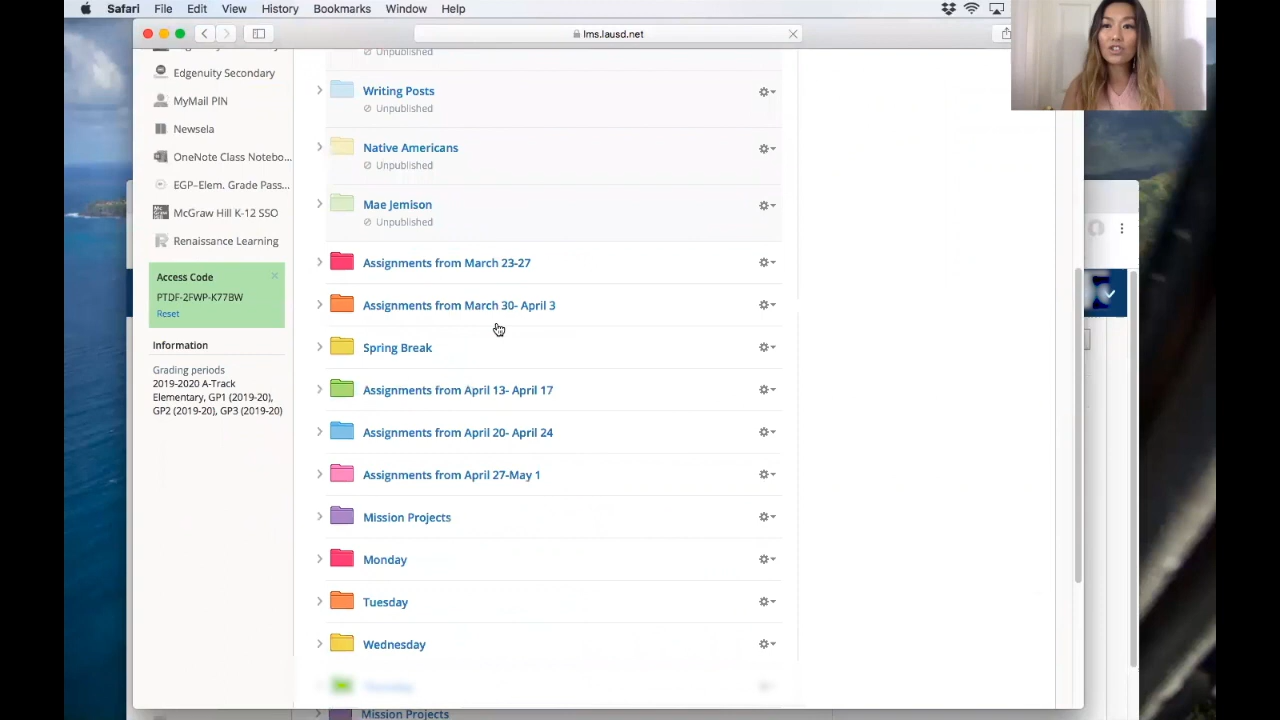 Safari File Edit View History Bookmarks Window Help
lms.lausd.net
Unpublished
Edgenuity Secondary
Writing Posts
MyMail PIN
Unpublished
Newsela
Native Americans
OneNote Class Notebo...
Unpublished
EGP–Elem. Grade Pass...
Mae Jemison
McGraw Hill K-12 SSO
Unpublished
Renaissance Learning
Assignments from March 23-27
Access Code
PTDF-2FWP-K77BW
Reset
Assignments from March 30- April 3
Information
Spring Break
Grading periods
2019-2020 A-Track
Elementary, GP1 (2019-20),
GP2 (2019-20), GP3 (2019-20)
Assignments from April 13- April 17
Assignments from April 20- April 24
Assignments from April 27-May 1
Mission Projects
Monday
Tuesday
Wednesday
Thursday
Mission Projects